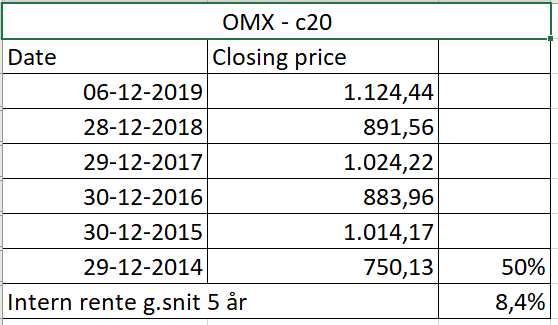 OMX - c20
Date Closing price
06-12-2019 1.124,44
28-12-2018 891,56
29-12-2017 1.024,22
30-12-2016 883,96
30-12-2015 1.014,17
29-12-2014 750,13 50%
Intern rente g.snit 5 år 8,4%